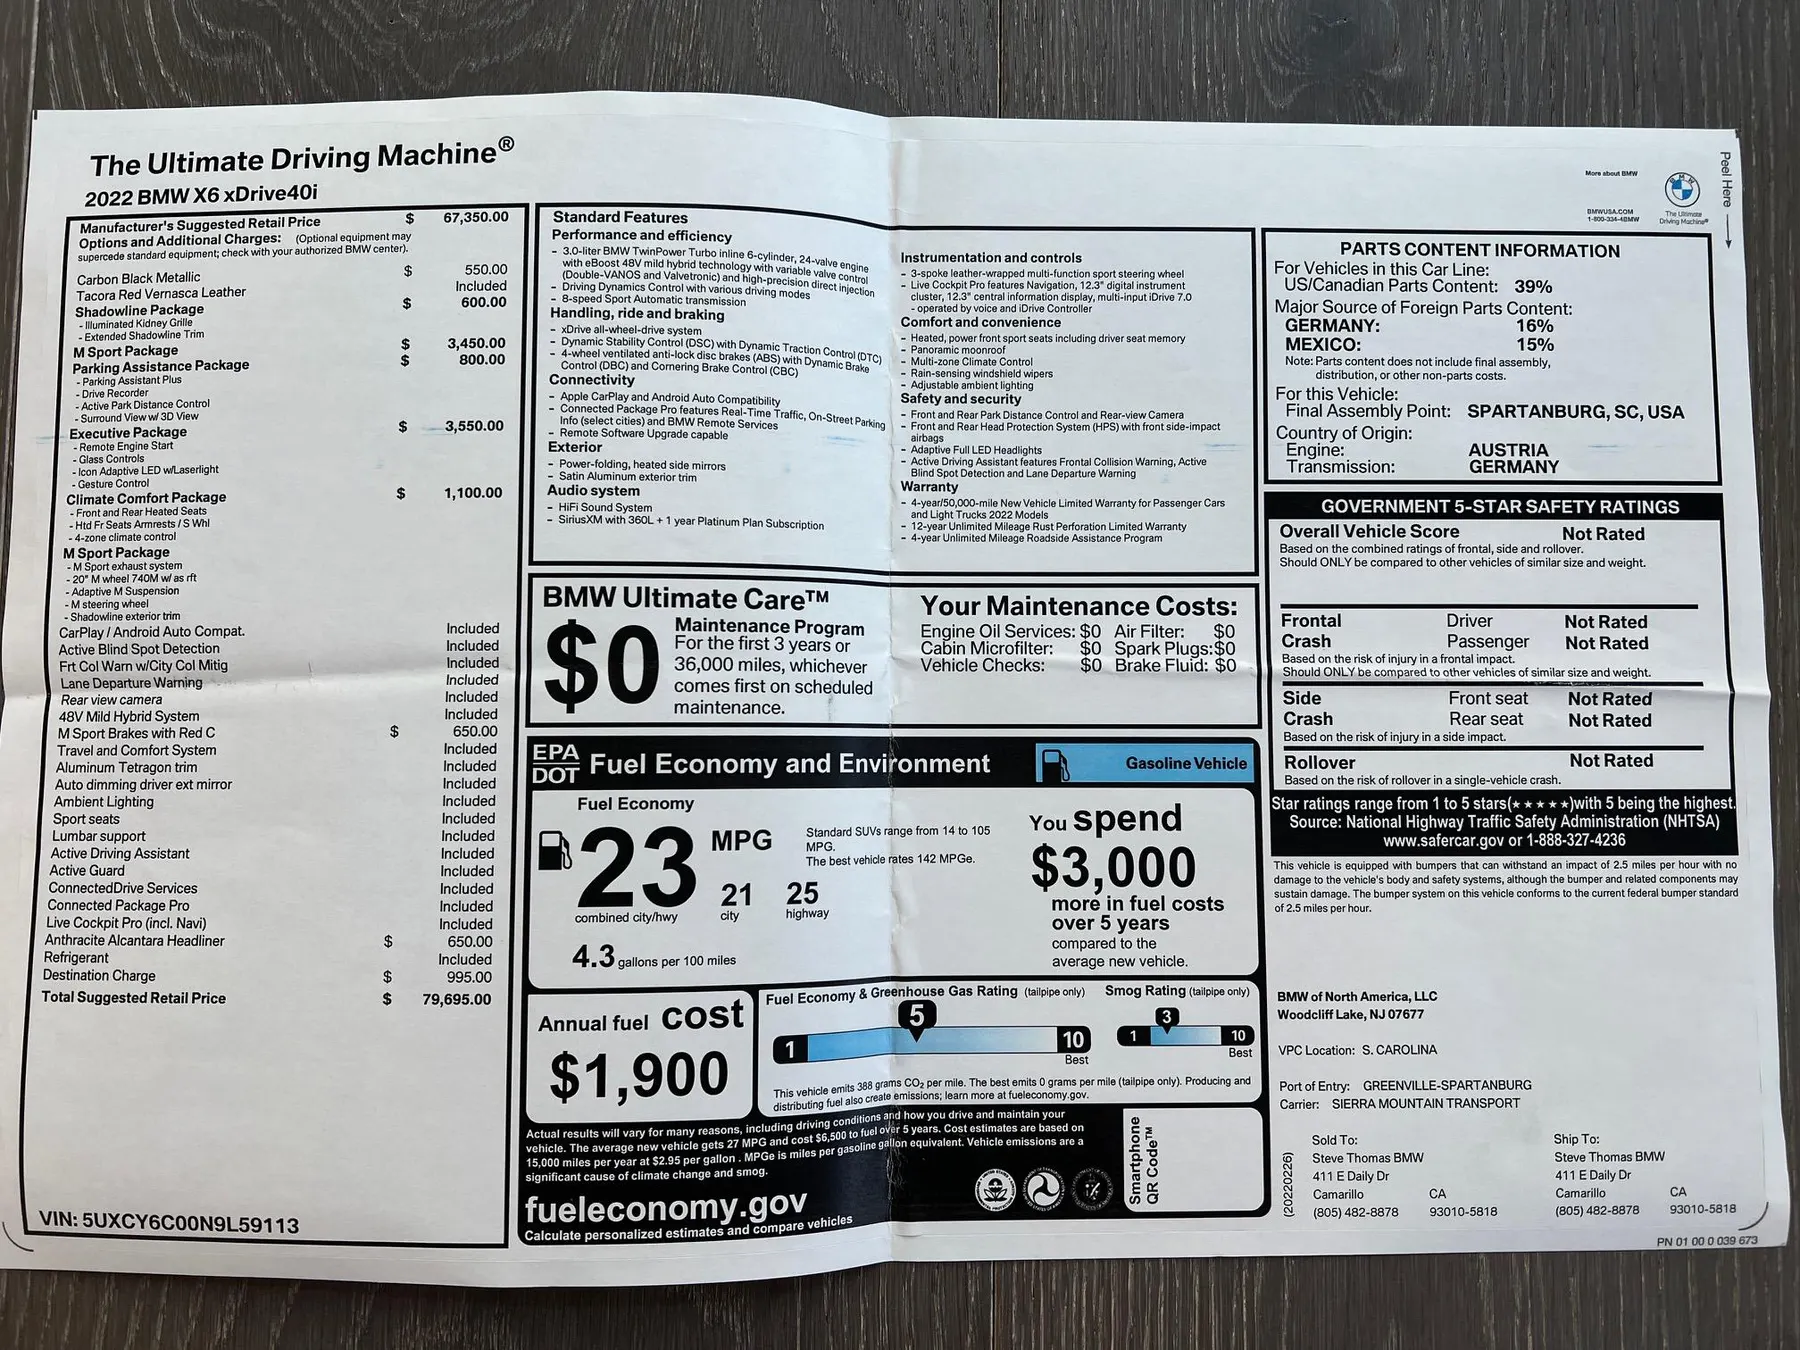 The Ultimate Driving Machine®
2022 BMW X6 xDrive40i
Manufacturer's Suggested Retail Price $ 67,350.00
Options and Additional Charges: (Optional equipment may
supercede standard equipment; check with your authorized BMW center).
Carbon Black Metallic $ 550.00
Tacora Red Vernasca Leather Included
Shadowline Package $ 600.00
- Illuminated Kidney Grille
- Extended Shadowline Trim
M Sport Package $ 3,450.00
Parking Assistance Package $ 800.00
- Parking Assistant Plus
- Drive Recorder
- Active Park Distance Control
- Surround View w/ 3D View
Executive Package $ 3,550.00
- Remote Engine Start
- Glass Controls
- Icon Adaptive LED w/Laserlight
- Gesture Control
Climate Comfort Package $ 1,100.00
- Front and Rear Heated Seats
- Htd Fr Seats Armrests / S Whl
- 4-zone climate control
M Sport Package
- M Sport exhaust system
- 20" M wheel 740M w/ as rft
- Adaptive M Suspension
- M steering wheel
- Shadowline exterior trim
CarPlay / Android Auto Compat. Included
Active Blind Spot Detection Included
Frt Col Warn w/City Col Mitig Included
Lane Departure Warning Included
Rear view camera Included
48V Mild Hybrid System Included
M Sport Brakes with Red C $ 650.00
Travel and Comfort System Included
Aluminum Tetragon trim Included
Auto dimming driver ext mirror Included
Ambient Lighting Included
Sport seats Included
Lumbar support Included
Active Driving Assistant Included
Active Guard Included
ConnectedDrive Services Included
Connected Package Pro Included
Live Cockpit Pro (incl. Navi) Included
Anthracite Alcantara Headliner $ 650.00
Refrigerant Included
Destination Charge $ 995.00
Total Suggested Retail Price $ 79,695.00
VIN: 5UXCY6C00N9L59113
Standard Features
Performance and efficiency
- 3.0-liter BMW TwinPower Turbo inline 6-cylinder, 24-valve engine
with eBoost 48V mild hybrid technology with variable valve control
(Double-VANOS and Valvetronic) and high-precision direct injection
- Driving Dynamics Control with various driving modes
- 8-speed Sport Automatic transmission
Handling, ride and braking
- xDrive all-wheel-drive system
- Dynamic Stability Control (DSC) with Dynamic Traction Control (DTC)
- 4-wheel ventilated anti-lock disc brakes (ABS) with Dynamic Brake
Control (DBC) and Cornering Brake Control (CBC)
Connectivity
- Apple CarPlay and Android Auto Compatibility
- Connected Package Pro features Real-Time Traffic, On-Street Parking
Info (select cities) and BMW Remote Services
- Remote Software Upgrade capable
Exterior
- Power-folding, heated side mirrors
- Satin Aluminum exterior trim
Audio system
- HiFi Sound System
- SiriusXM with 360L + 1 year Platinum Plan Subscription
Instrumentation and controls
- 3-spoke leather-wrapped multi-function sport steering wheel
- Live Cockpit Pro features Navigation, 12.3" digital instrument
cluster, 12.3" central information display, multi-input iDrive 7.0
- operated by voice and iDrive Controller
Comfort and convenience
- Heated, power front sport seats including driver seat memory
- Panoramic moonroof
- Multi-zone Climate Control
- Rain-sensing windshield wipers
- Adjustable ambient lighting
Safety and security
- Front and Rear Park Distance Control and Rear-view Camera
- Front and Rear Head Protection System (HPS) with front side-impact
airbags
- Adaptive Full LED Headlights
- Active Driving Assistant features Frontal Collision Warning, Active
Blind Spot Detection and Lane Departure Warning
Warranty
- 4-year/50,000-mile New Vehicle Limited Warranty for Passenger Cars
and Light Trucks 2022 Models
- 12-year Unlimited Mileage Rust Perforation Limited Warranty
- 4-year Unlimited Mileage Roadside Assistance Program
BMW Ultimate Care™
$0
Maintenance Program
For the first 3 years or
36,000 miles, whichever
comes first on scheduled
maintenance.
Your Maintenance Costs:
Engine Oil Services: $0 Air Filter: $0
Cabin Microfilter: $0 Spark Plugs:$0
Vehicle Checks: $0 Brake Fluid: $0
EPA
DOT
Fuel Economy and Environment
Gasoline Vehicle
Fuel Economy
23 MPG
combined city/hwy
21
city
25
highway
4.3 gallons per 100 miles
Standard SUVs range from 14 to 105
MPG.
The best vehicle rates 142 MPGe.
You spend
$3,000
more in fuel costs
over 5 years
compared to the
average new vehicle.
Annual fuel cost
$1,900
Fuel Economy & Greenhouse Gas Rating (tailpipe only)
1
5
10
Best
Smog Rating (tailpipe only)
1
3
10
Best
This vehicle emits 388 grams CO2 per mile. The best emits 0 grams per mile (tailpipe only). Producing and
distributing fuel also create emissions; learn more at fueleconomy.gov.
Actual results will vary for many reasons, including driving conditions and how you drive and maintain your
vehicle. The average new vehicle gets 27 MPG and cost $6,500 to fuel over 5 years. Cost estimates are based on
15,000 miles per year at $2.95 per gallon . MPGe is miles per gasoline gallon equivalent. Vehicle emissions are a
significant cause of climate change and smog.
fueleconomy.gov
Calculate personalized estimates and compare vehicles
Smartphone
QR Code™
More about BMW
BMWUSA.COM
1-800-334-4BMW
BMW
The Ultimate
Driving Machine®
Peel Here
PARTS CONTENT INFORMATION
For Vehicles in this Car Line:
US/Canadian Parts Content: 39%
Major Source of Foreign Parts Content:
GERMANY: 16%
MEXICO: 15%
Note: Parts content does not include final assembly,
distribution, or other non-parts costs.
For this Vehicle:
Final Assembly Point: SPARTANBURG, SC, USA
Country of Origin:
Engine: AUSTRIA
Transmission: GERMANY
GOVERNMENT 5-STAR SAFETY RATINGS
Overall Vehicle Score Not Rated
Based on the combined ratings of frontal, side and rollover.
Should ONLY be compared to other vehicles of similar size and weight.
Frontal Driver Not Rated
Crash Passenger Not Rated
Based on the risk of injury in a frontal impact.
Should ONLY be compared to other vehicles of similar size and weight.
Side Front seat Not Rated
Crash Rear seat Not Rated
Based on the risk of injury in a side impact.
Rollover Not Rated
Based on the risk of rollover in a single-vehicle crash.
Star ratings range from 1 to 5 stars(★★★★★)with 5 being the highest.
Source: National Highway Traffic Safety Administration (NHTSA)
www.safercar.gov or 1-888-327-4236
This vehicle is equipped with bumpers that can withstand an impact of 2.5 miles per hour with no
damage to the vehicle's body and safety systems, although the bumper and related components may
sustain damage. The bumper system on this vehicle conforms to the current federal bumper standard
of 2.5 miles per hour.
BMW of North America, LLC
Woodcliff Lake, NJ 07677
VPC Location: S. CAROLINA
Port of Entry: GREENVILLE-SPARTANBURG
Carrier: SIERRA MOUNTAIN TRANSPORT
(20220226)
Sold To:
Steve Thomas BMW
411 E Daily Dr
Camarillo CA
(805) 482-8878 93010-5818
Ship To:
Steve Thomas BMW
411 E Daily Dr
Camarillo CA
(805) 482-8878 93010-5818
PN 01 00 0 039 673